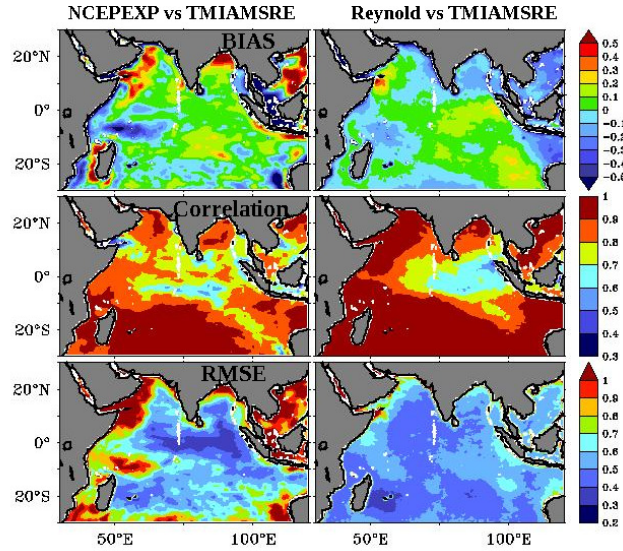 NCEPEXP vs TMIAMSRE Reynold vs TMIAMSRE
BIAS
20°N
0°
20°S
0.5
0.4
0.3
0.2
0.1
0
−0.1
−0.2
−0.3
−0.4
−0.6
Correlation
20°N
0°
20°S
1
0.9
0.8
0.7
0.6
0.5
0.4
0.3
RMSE
20°N
0°
20°S
1
0.9
0.8
0.7
0.6
0.5
0.4
0.3
0.2
50°E 100°E 50°E 100°E